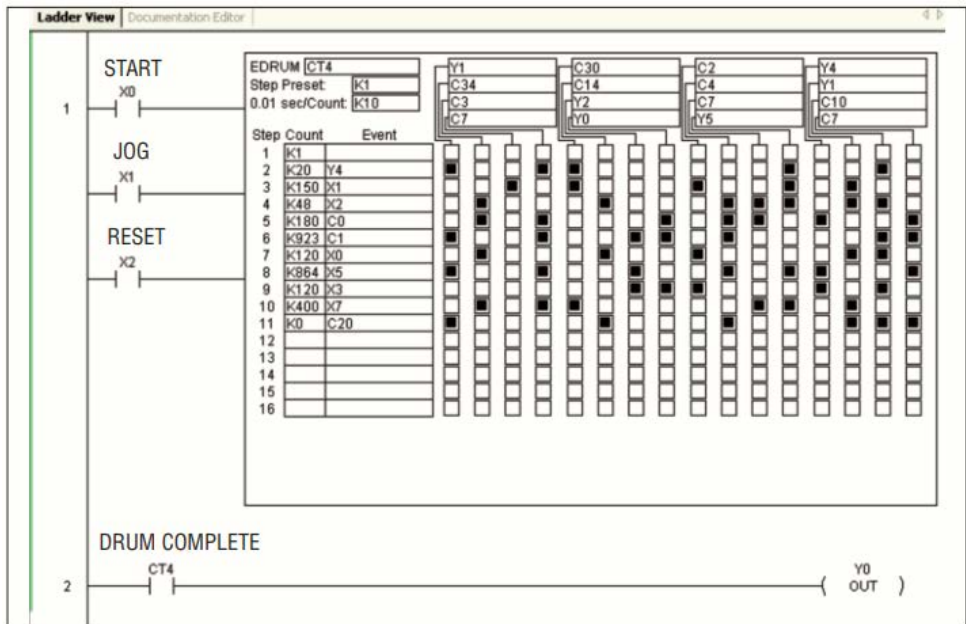 Ladder View Documentation Editor
START
X0
1
JOG
X1
RESET
X2
EDRUM CT4
Step Preset: K1
0.01 sec/Count: K10
Y1 C30 C2 Y4
C34 C14 C4 Y1
C3 Y2 C7 C10
C7 Y0 Y5 C7
Step Count Event
1 K1
2 K20 Y4
3 K150 X1
4 K48 X2
5 K180 C0
6 K923 C1
7 K120 X0
8 K864 X5
9 K120 X3
10 K400 X7
11 K0 C20
12
13
14
15
16
DRUM COMPLETE
CT4
2
Y0
OUT